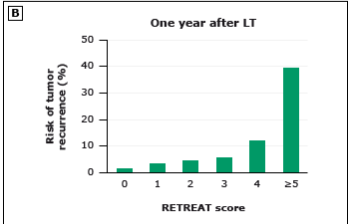 B
One year after LT
Risk of tumor
recurrence (%)
50
40
30
20
10
0
0 1 2 3 4 ≥5
RETREAT score